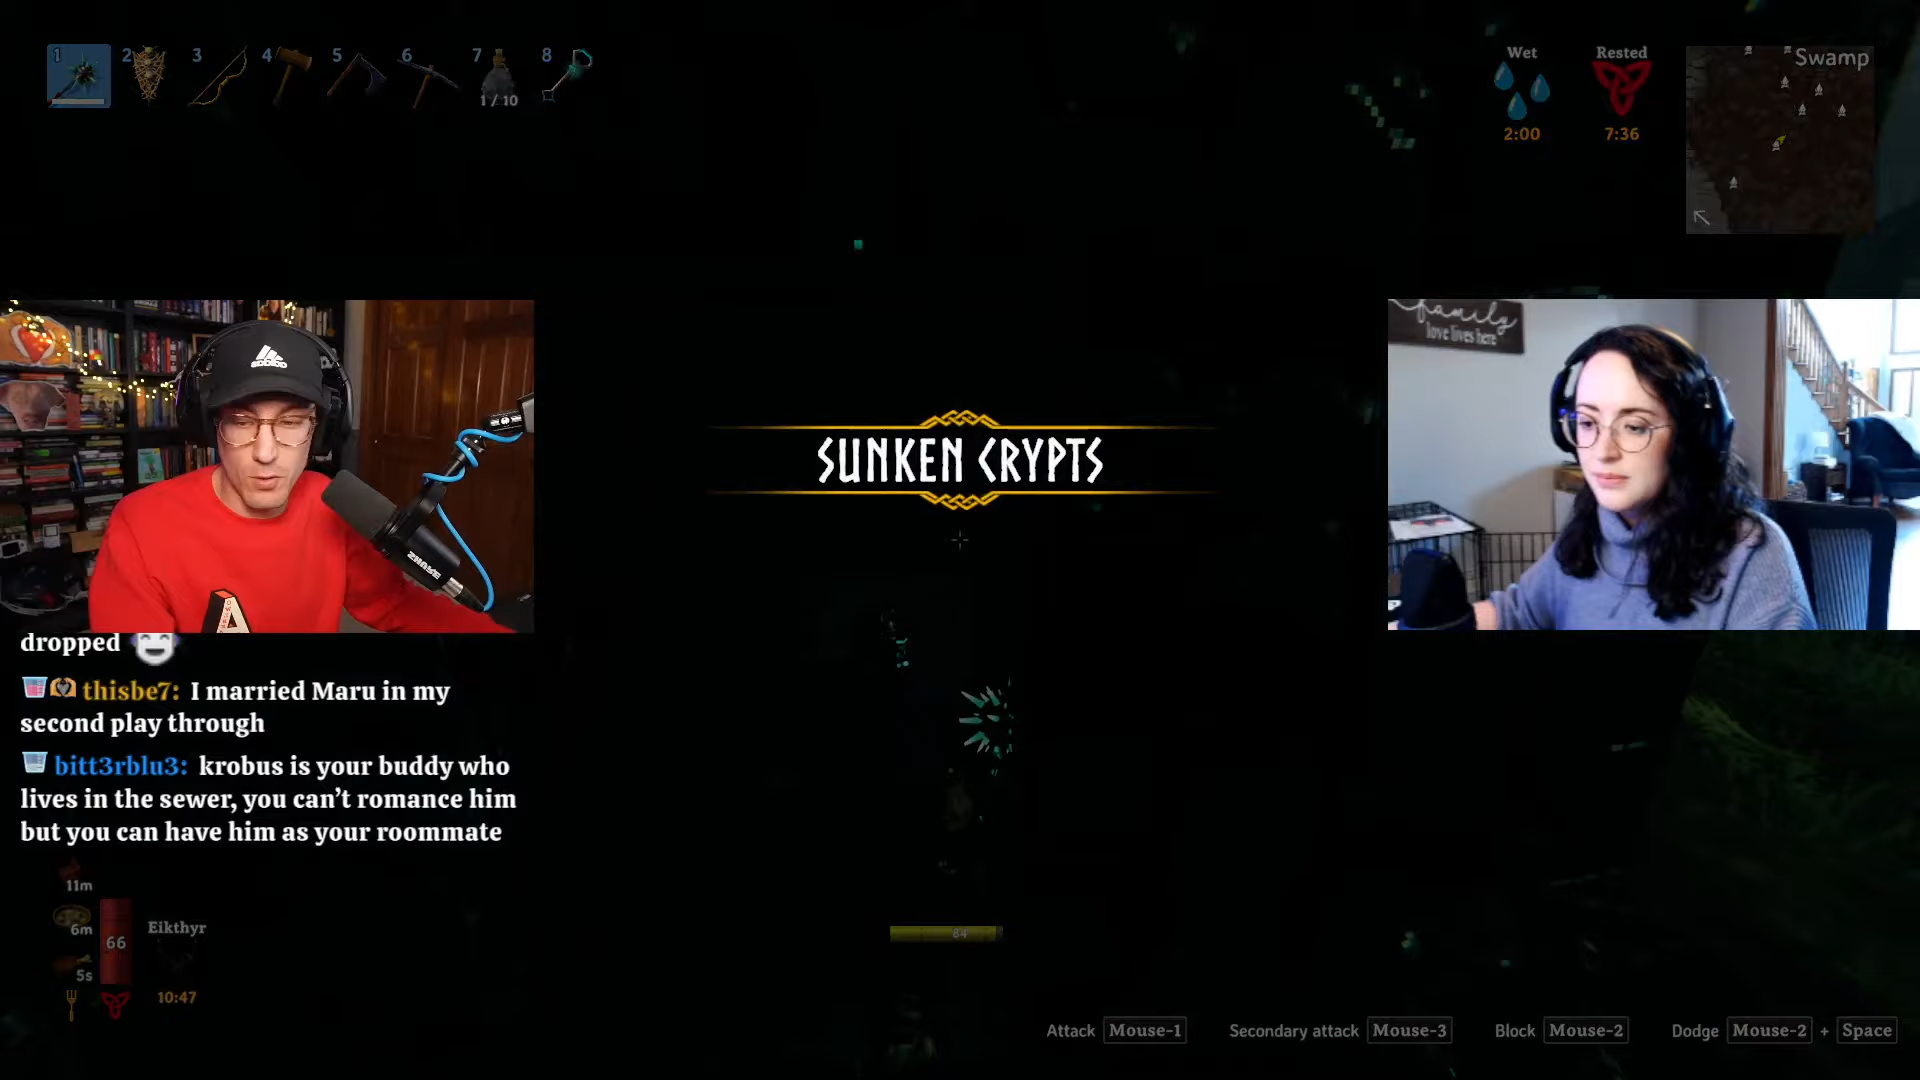 1 2 3 4 5 6 7 8
1 / 10
Wet
2:00
Rested
7:36
Swamp
family
love lives here
SUNKEN CRYPTS
dropped
thisbe7: I married Maru in my
second play through
bitt3rblu3: krobus is your buddy who
lives in the sewer, you can’t romance him
but you can have him as your roommate
11m
6m
66
5s
Eikthyr
10:47
84
Attack Mouse-1 Secondary attack Mouse-3 Block Mouse-2 Dodge Mouse-2 + Space